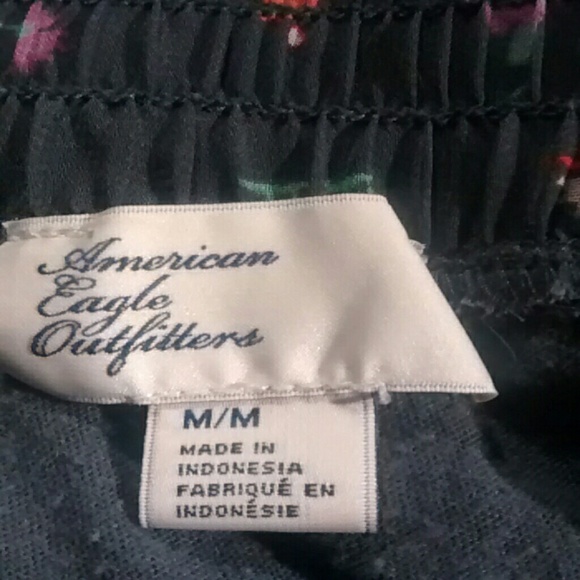 American
Eagle
Outfitters
M/M
MADE IN
INDONESIA
FABRIQUÉ EN
INDONÉSIE